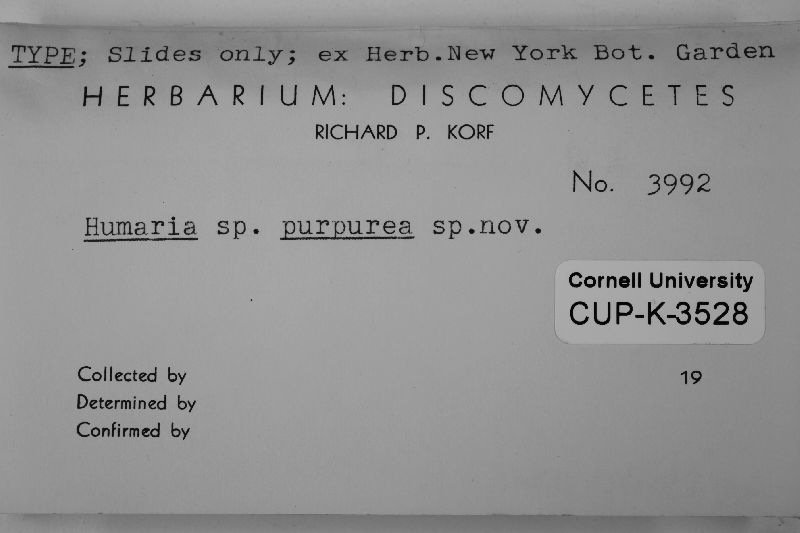 TYPE; Slides only; ex Herb.New York Bot. Garden
HERBARIUM: DISCOMYCETES
RICHARD P. KORF
No. 3992
Humaria sp. purpurea sp.nov.
Cornell University
CUP-K-3528
Collected by 19
Determined by
Confirmed by